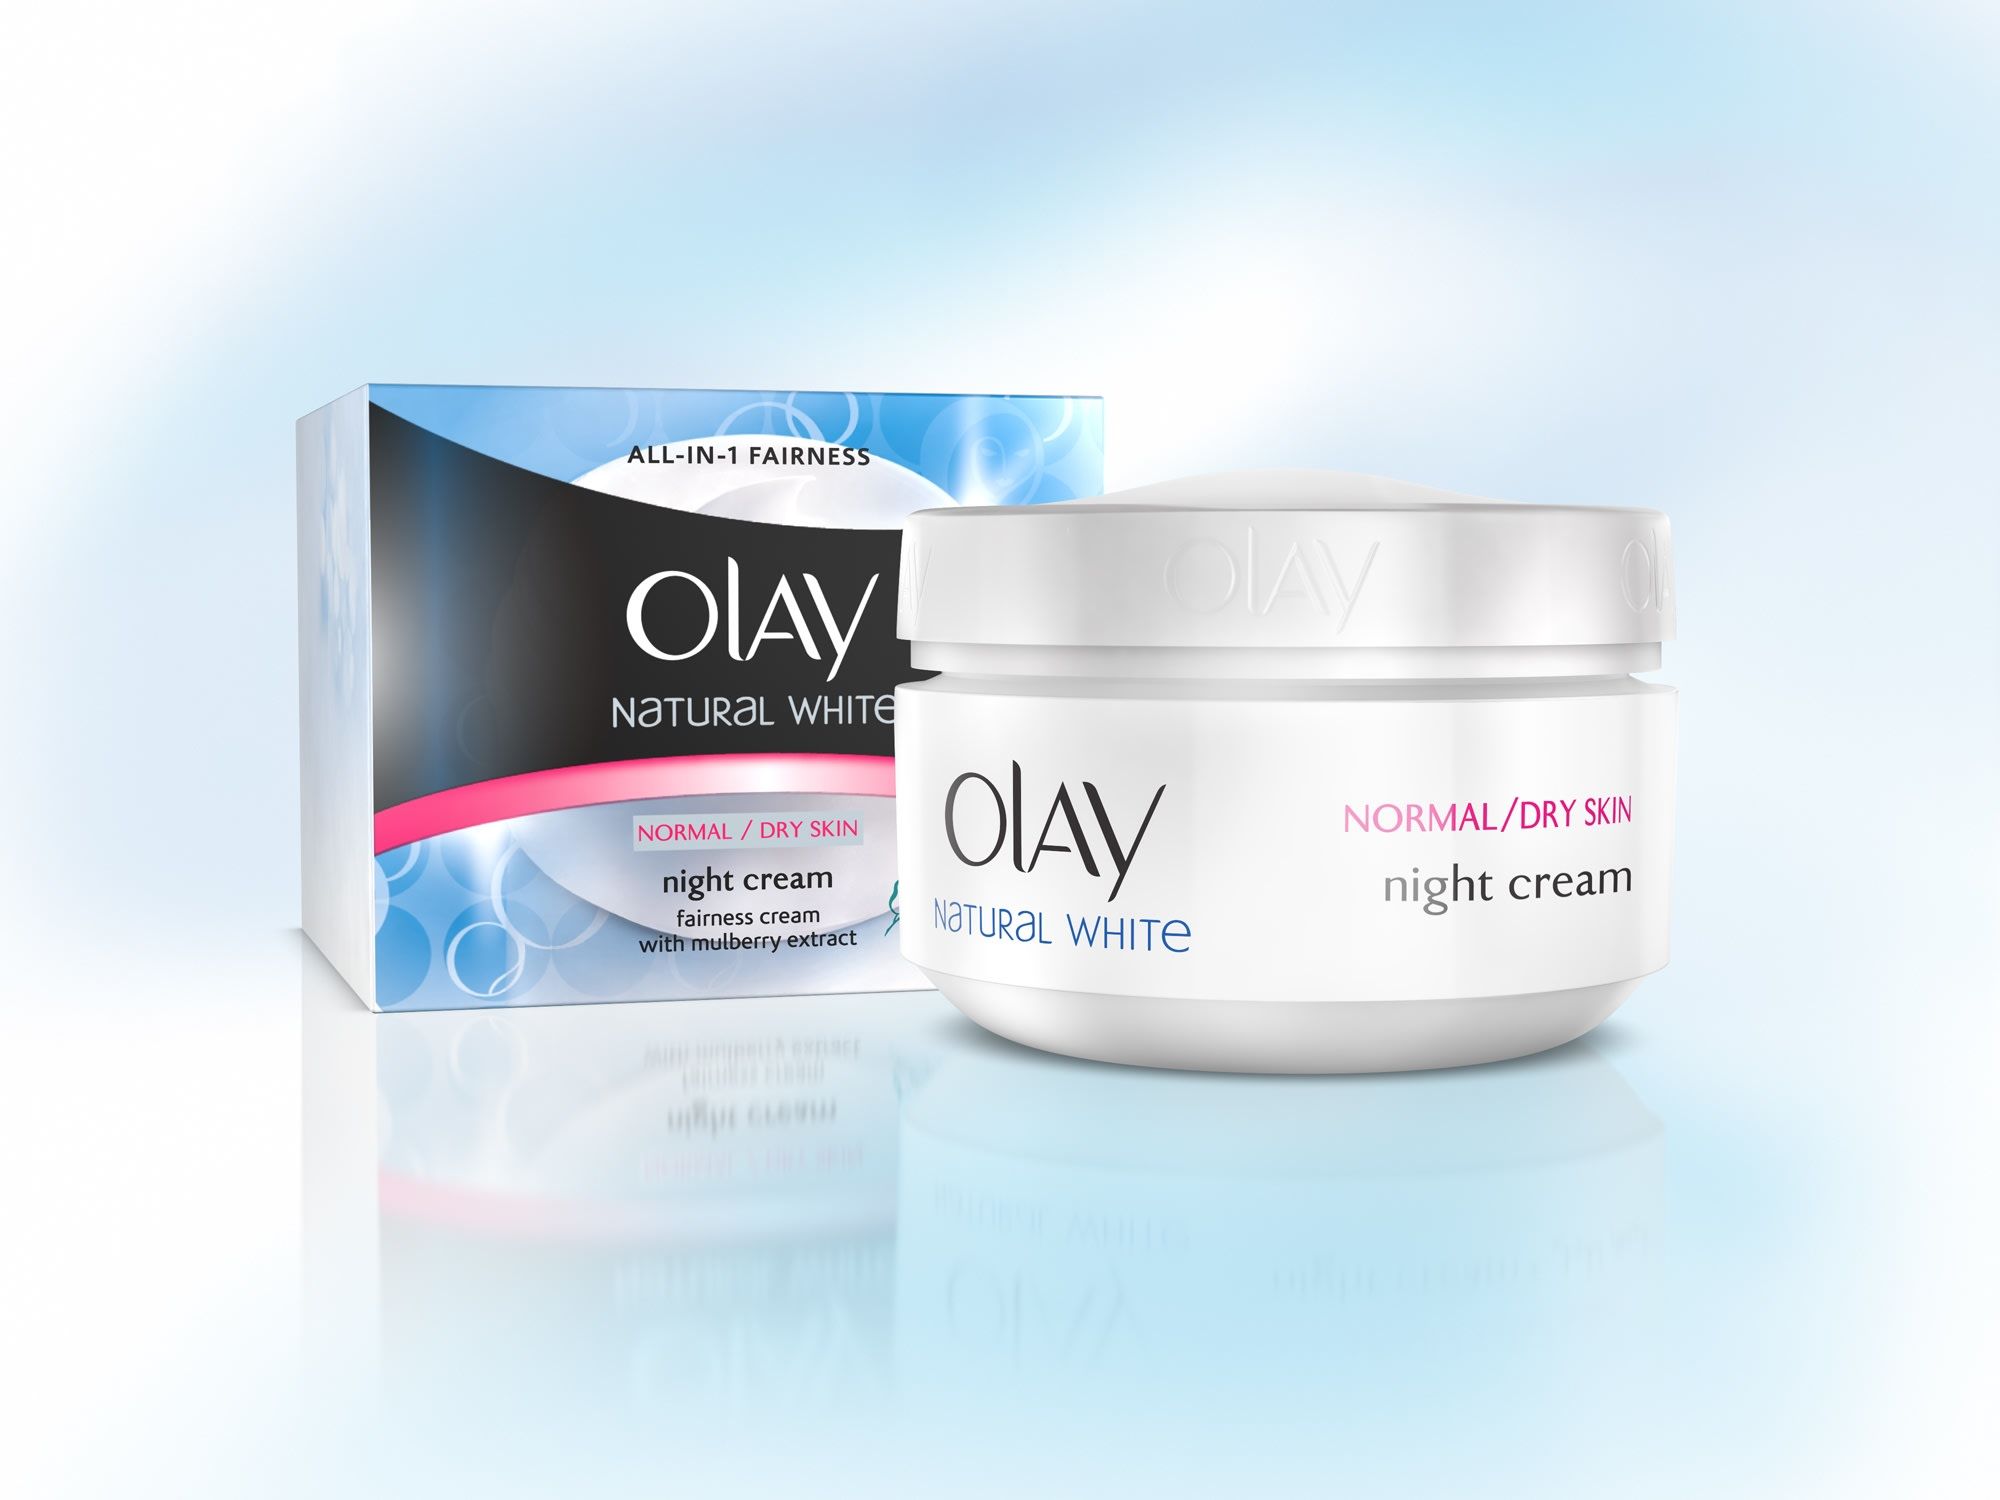 ALL-IN-1 FAIRNESS
OLAY
NATURAL WHITE
NORMAL / DRY SKIN
night cream
fairness cream
with mulberry extract
OLAY
OLAY
NATURAL WHITE
NORMAL/DRY SKIN
night cream